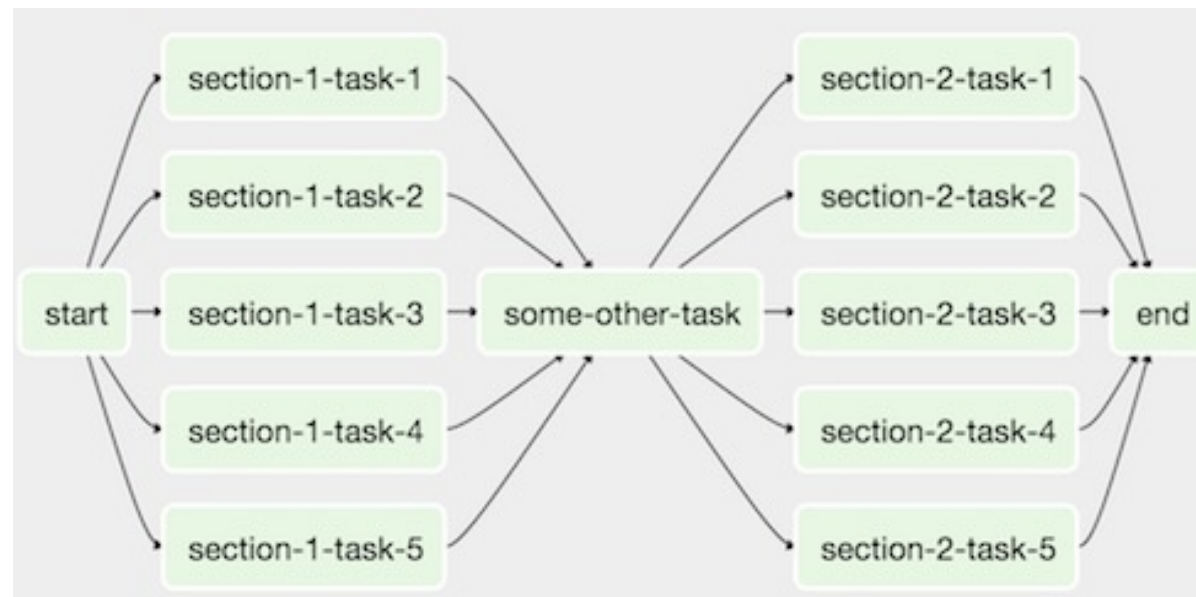 section-1-task-1
section-2-task-1
section-1-task-2
section-2-task-2
start
section-1-task-3
some-other-task
section-2-task-3
end
section-1-task-4
section-2-task-4
section-1-task-5
section-2-task-5